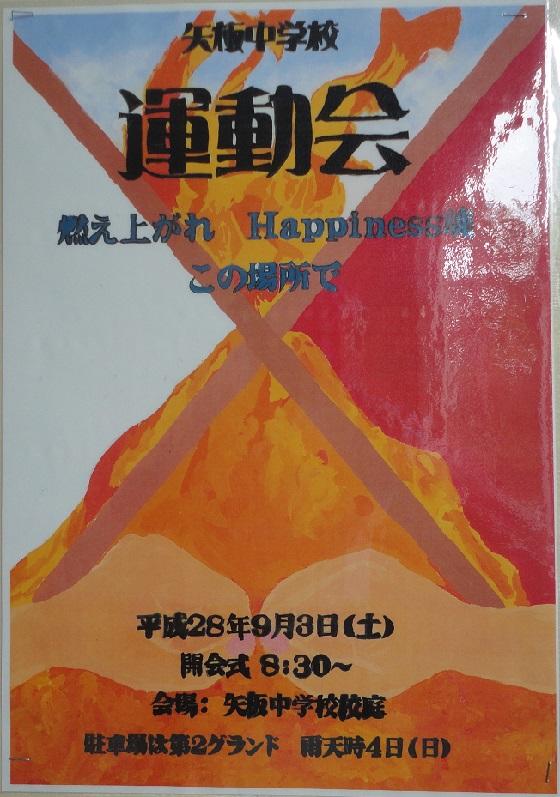 矢板中学校
運動会
燃え上がれ Happiness魂
この場所で
平成28年9月3日(土)
開会式 8:30~
会場: 矢板中学校校庭
駐車場は第2グランド 雨天時4日(日)